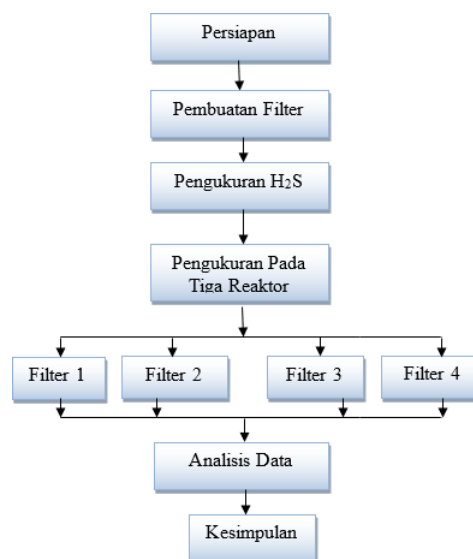 Persiapan
Pembuatan Filter
Pengukuran H₂S
Pengukuran Pada
Tiga Reaktor
Filter 1
Filter 2
Filter 3
Filter 4
Analisis Data
Kesimpulan